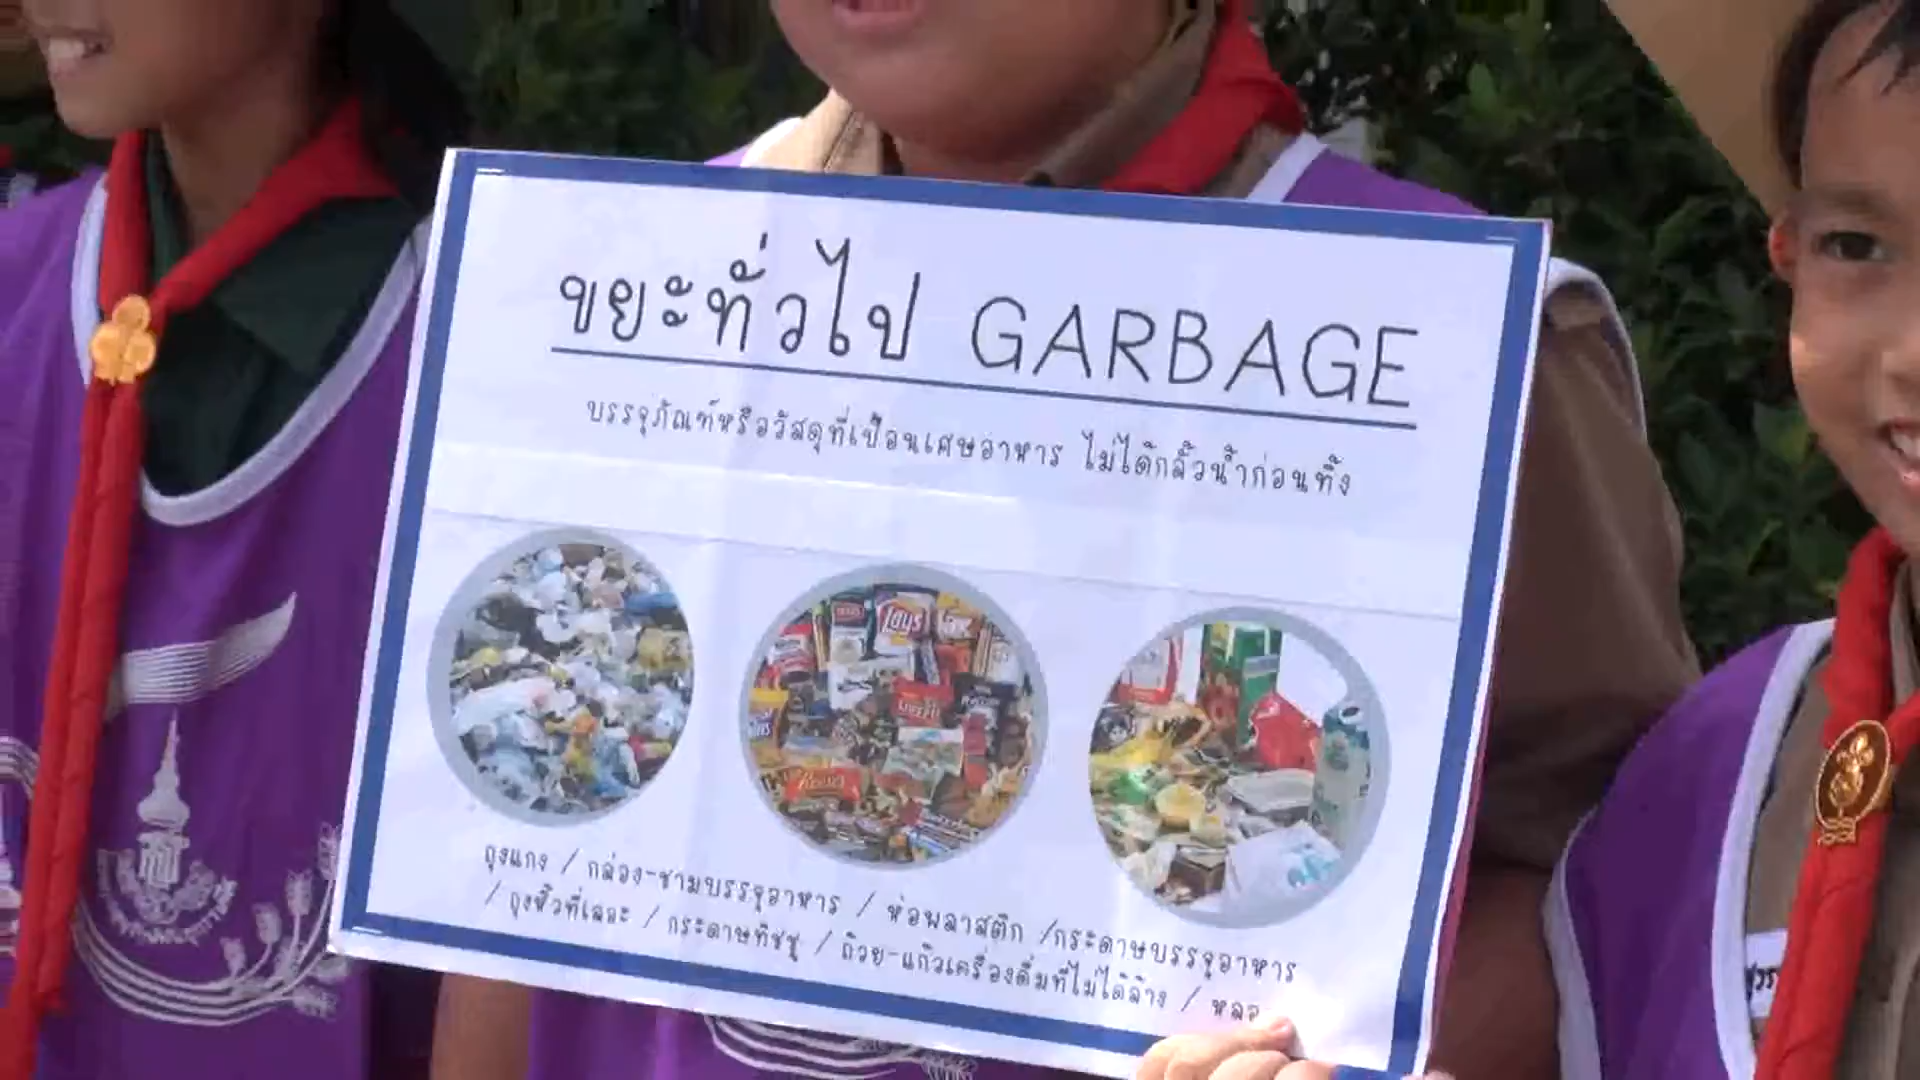 ขยะทั่วไป GARBAGE
บรรจุภัณฑ์หรือวัสดุที่เปื้อนเศษอาหาร ไม่ได้กลั้วน้ำก่อนทิ้ง
Lays
ถุงแกง / กล่อง-ชามบรรจุอาหาร / ห่อพลาสติก /กระดาษบรรจุอาหาร
/ ถุงหิ้วที่เลอะ / กระดาษทิชชู / ถ้วย-แก้วเครื่องดื่มที่ไม่ได้ล้าง / หลอ